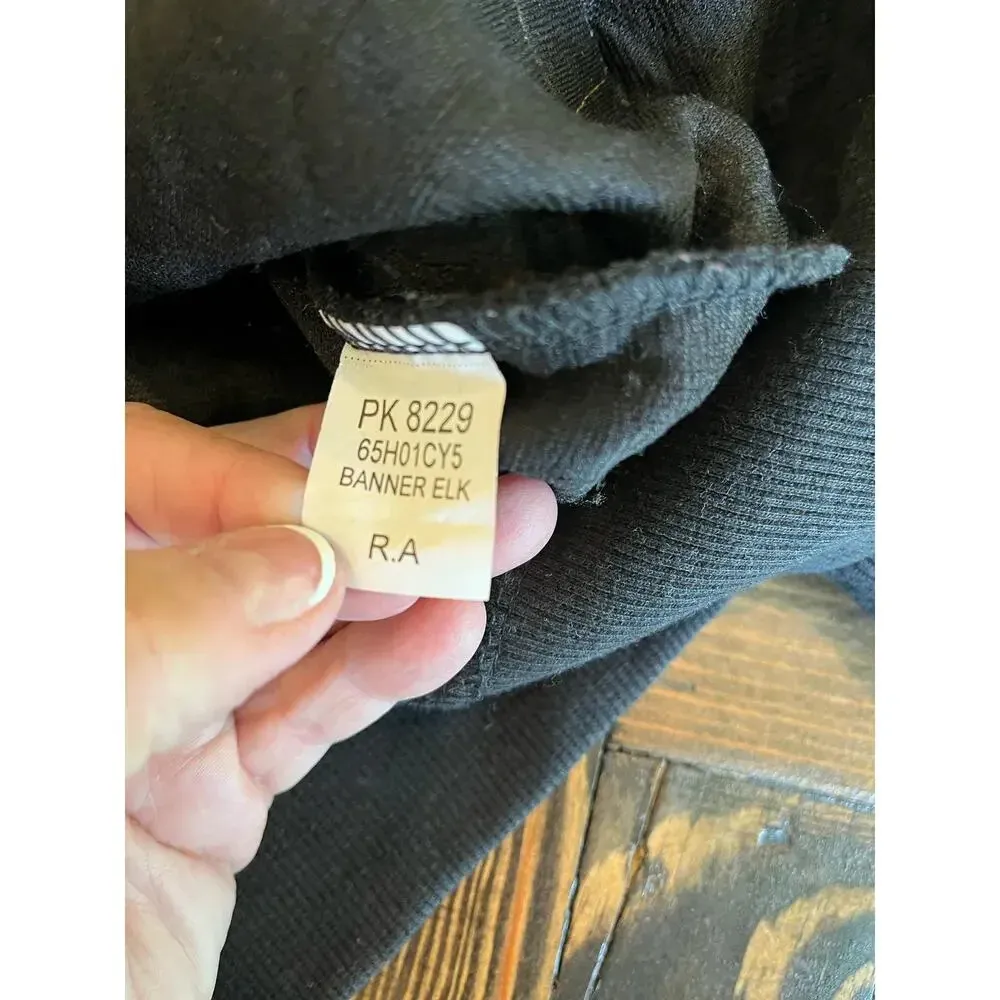 PK 8229
65H01CY5
BANNER ELK
R.A